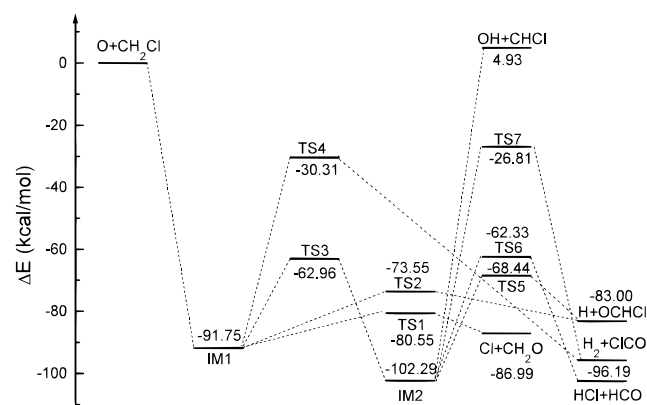 O+CH₂Cl
OH+CHCl
4.93
0
TS7
-26.81
-20
TS4
-30.31
-40
ΔE (kcal/mol)
-62.33
TS6
-60
TS3
-62.96
-68.44
TS5
-73.55
TS2
-80
-83.00
H+OCHCl
-91.75
IM1
TS1
-80.55
Cl+CH₂O
-86.99
H₂+ClCO
-96.19
-100
-102.29
IM2
HCl+HCO